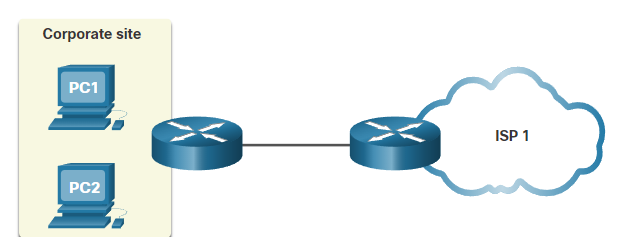 Corporate site
PC1
ISP 1
PC2